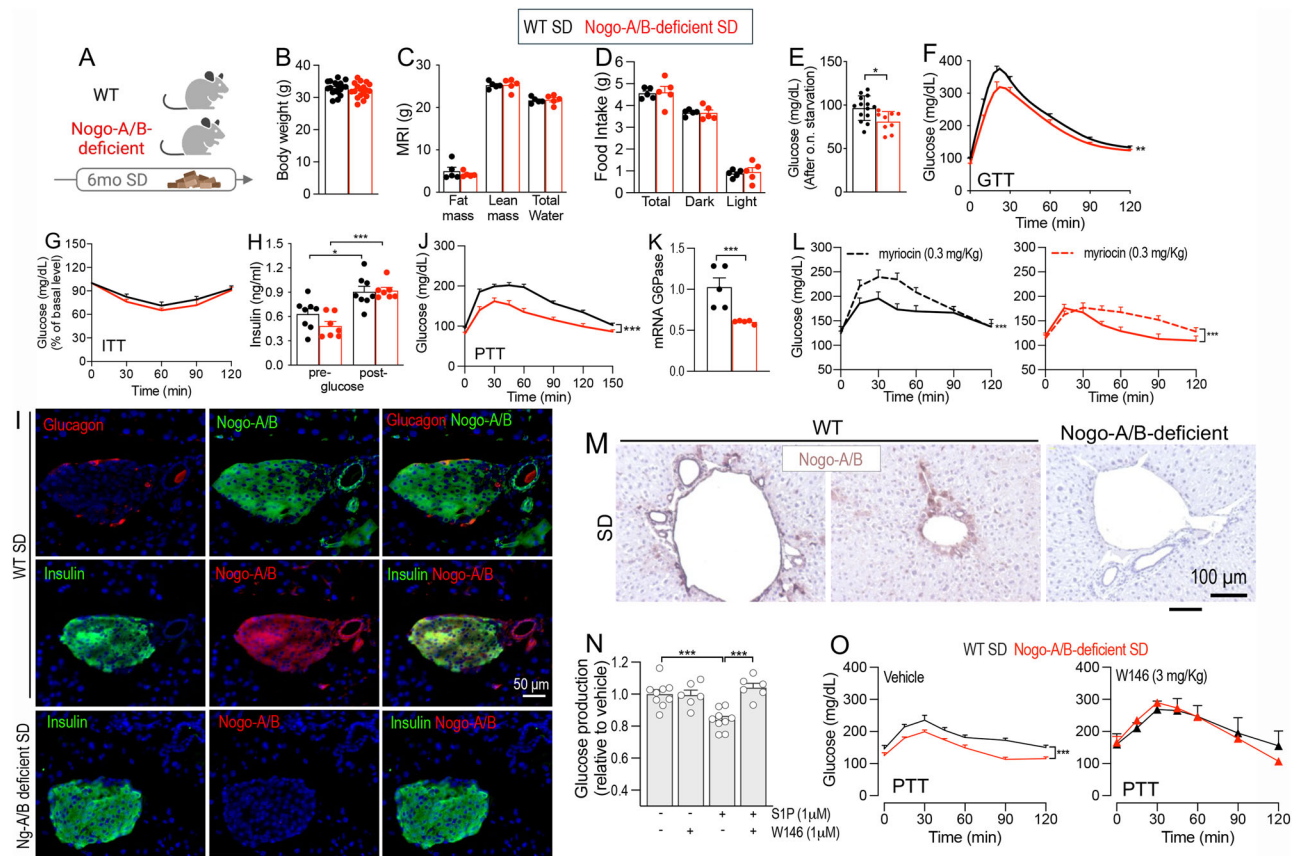 WT SD Nogo-A/B-deficient SD
A
WT
Nogo-A/B-
deficient
6mo SD
B
Body weight (g)
50
40
30
20
10
0
C
MRI (g)
40
30
20
10
0
Fat
mass
Lean
mass
Total
Water
D
Food Intake (g)
6
5
4
3
2
1
0
Total
Dark
Light
E
Glucose (mg/dL)
(After o.n. starvation)
150
100
50
0
*
F
Glucose (mg/dL)
400
300
200
100
0
0 30 60 90 120
Time (min)
GTT
**
G
Glucose (mg/dL)
(% of basal level)
150
100
50
0
0 30 60 90 120
Time (min)
ITT
H
Insulin (ng/ml)
1.5
1.2
0.9
0.6
0.3
0.0
*
***
pre-
post-
glucose
J
Glucose (mg/dL)
300
200
100
0
0 30 60 90 120 150
Time (min)
PTT
***
K
mRNA G6Pase
1.5
1.0
0.5
0.0
***
L
Glucose (mg/dL)
300
250
200
150
100
50
0 30 60 90 120
Time (min)
myriocin (0.3 mg/Kg)
***
300
250
200
150
100
50
0 30 60 90 120
Time (min)
myriocin (0.3 mg/Kg)
***
I
WT SD
Glucagon
Nogo-A/B
Glucagon Nogo-A/B
Insulin
Nogo-A/B
Insulin Nogo-A/B
50 µm
Ng-A/B deficient SD
Insulin
Nogo-A/B
Insulin Nogo-A/B
M
WT
Nogo-A/B-deficient
Nogo-A/B
SD
100 µm
N
Glucose production
(relative to vehicle)
1.2
1.0
0.8
0.6
0.4
*** ***
- - + + S1P (1µM)
- + - + W146 (1µM)
O
WT SD Nogo-A/B-deficient SD
Glucose (mg/dL)
400
300
200
100
0
0 30 60 90 120
Time (min)
Vehicle
PTT
***
400
300
200
100
0
0 30 60 90 120
Time (min)
W146 (3 mg/Kg)
PTT